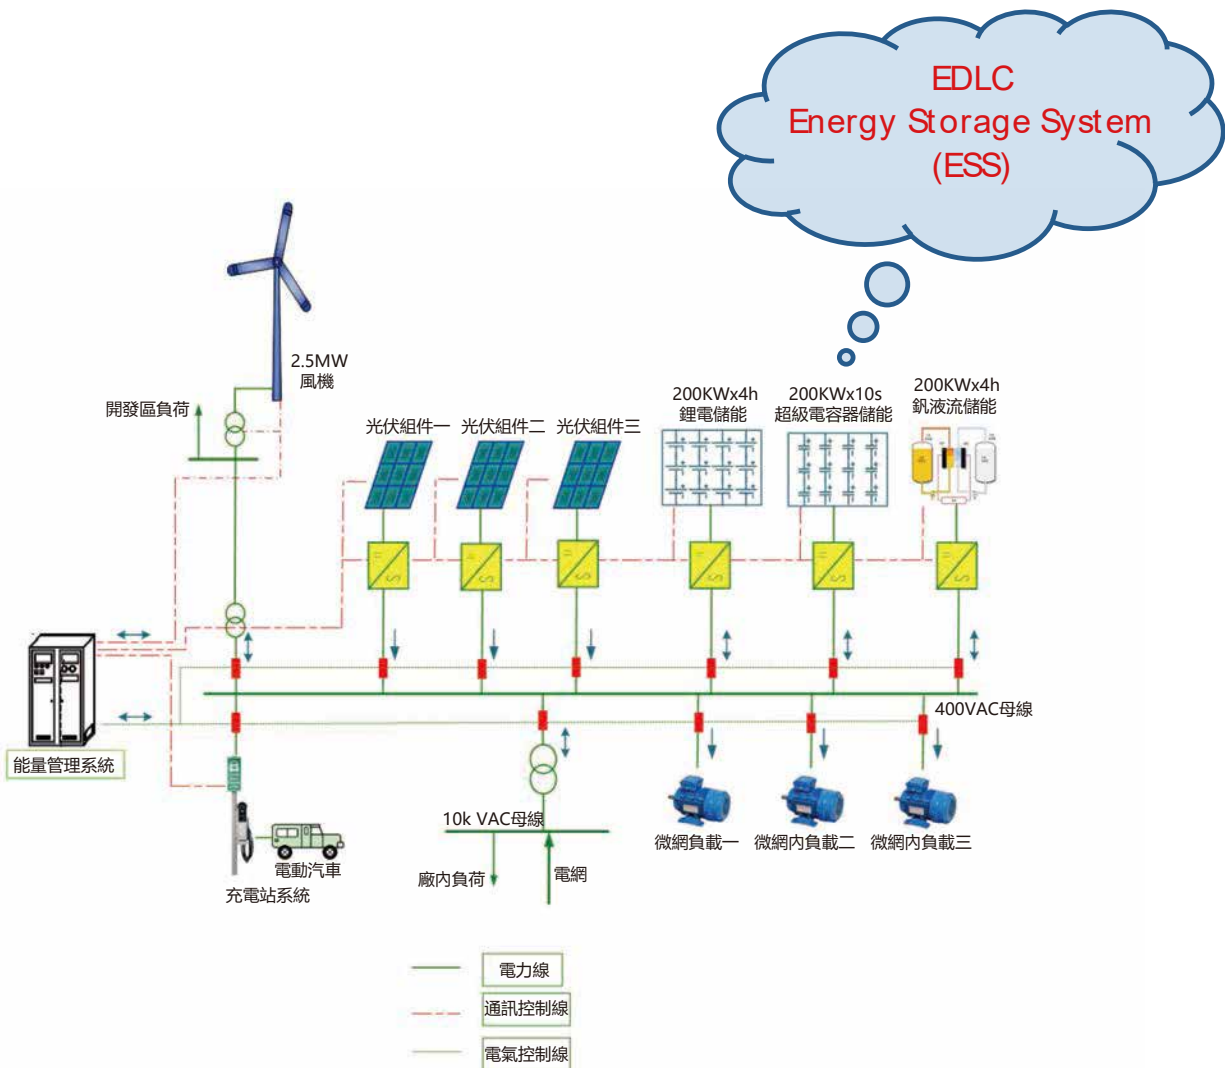 EDLC
Energy Storage System
(ESS)
2.5MW
風機
開發區負荷
光伏組件一
光伏組件二
光伏組件三
200KWx4h
鋰電儲能
200KWx10s
超級電容器儲能
200KWx4h
釩液流儲能
400VAC母線
能量管理系統
10k VAC母線
電動汽車
充電站系統
廠內負荷
電網
微網負載一
微網內負載二
微網內負載三
電力線
通訊控制線
電氣控制線